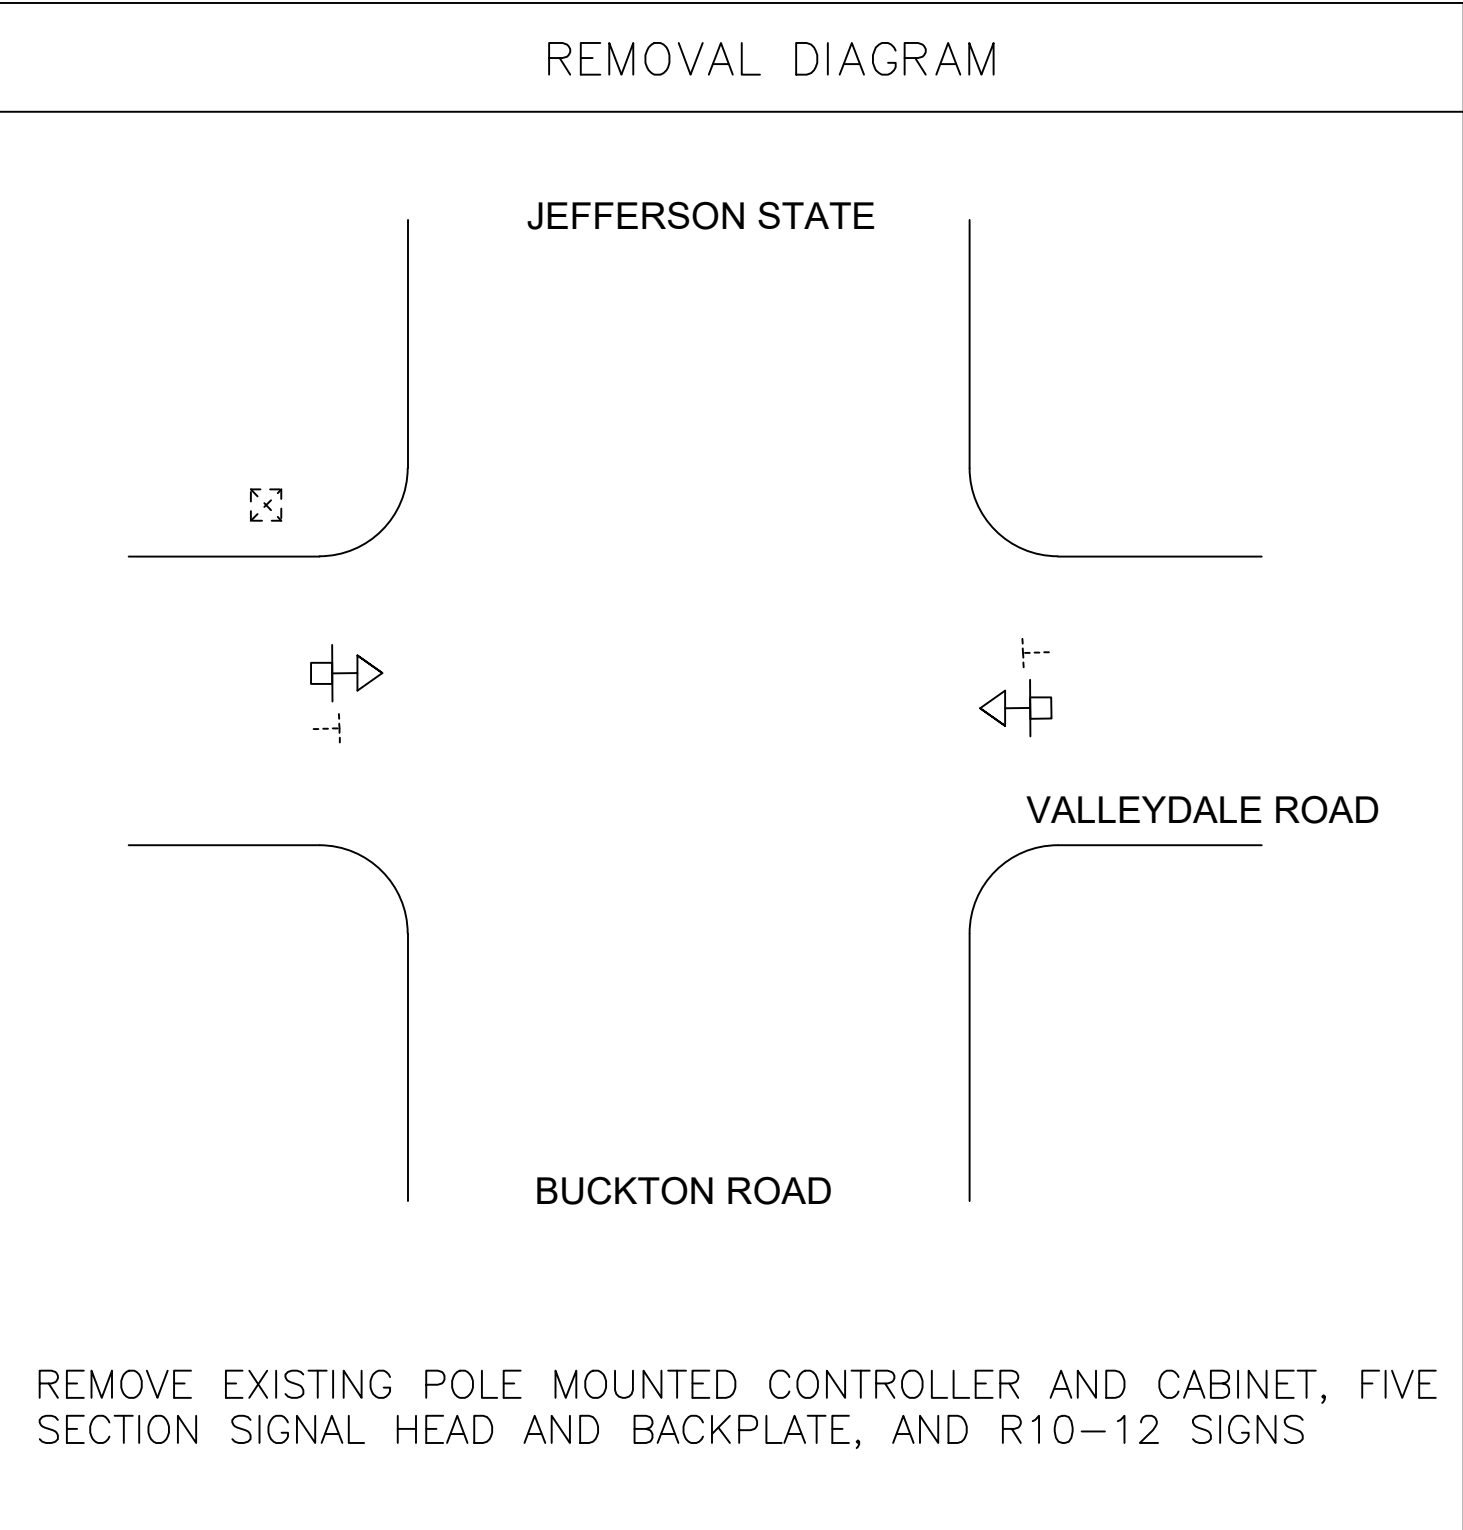 REMOVAL DIAGRAM
JEFFERSON STATE
VALLEYDALE ROAD
BUCKTON ROAD
REMOVE EXISTING POLE MOUNTED CONTROLLER AND CABINET, FIVE
SECTION SIGNAL HEAD AND BACKPLATE, AND R10-12 SIGNS